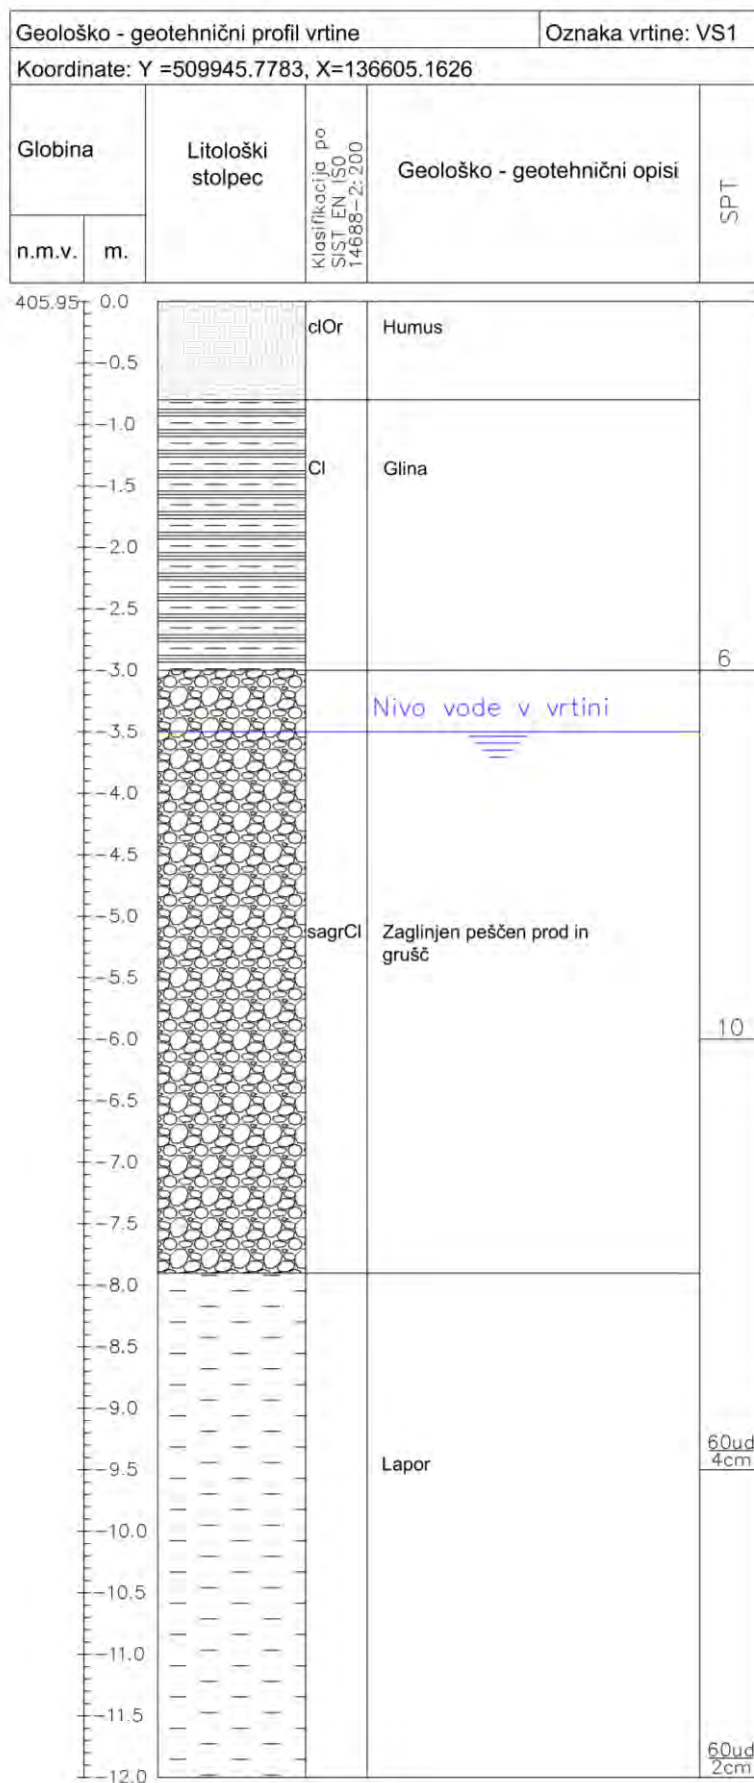 Geološko - geotehnični profil vrtine
Oznaka vrtine: VS1
Koordinate: Y =509945.7783, X=136605.1626
Globina
Litološki
stolpec
Klasifikacija po
SIST EN ISO
14688-2:200
Geološko - geotehnični opisi
SPT
n.m.v.
m.
405.95
0.0
clOr
Humus
-0.5
-1.0
Cl
Glina
-1.5
-2.0
-2.5
-3.0
6
Nivo vode v vrtini
-3.5
-4.0
-4.5
-5.0
sagrCl
Zaglinjen peščen prod in
grušč
-5.5
-6.0
10
-6.5
-7.0
-7.5
-8.0
-8.5
-9.0
60ud
4cm
-9.5
Lapor
-10.0
-10.5
-11.0
-11.5
60ud
2cm
-12.0